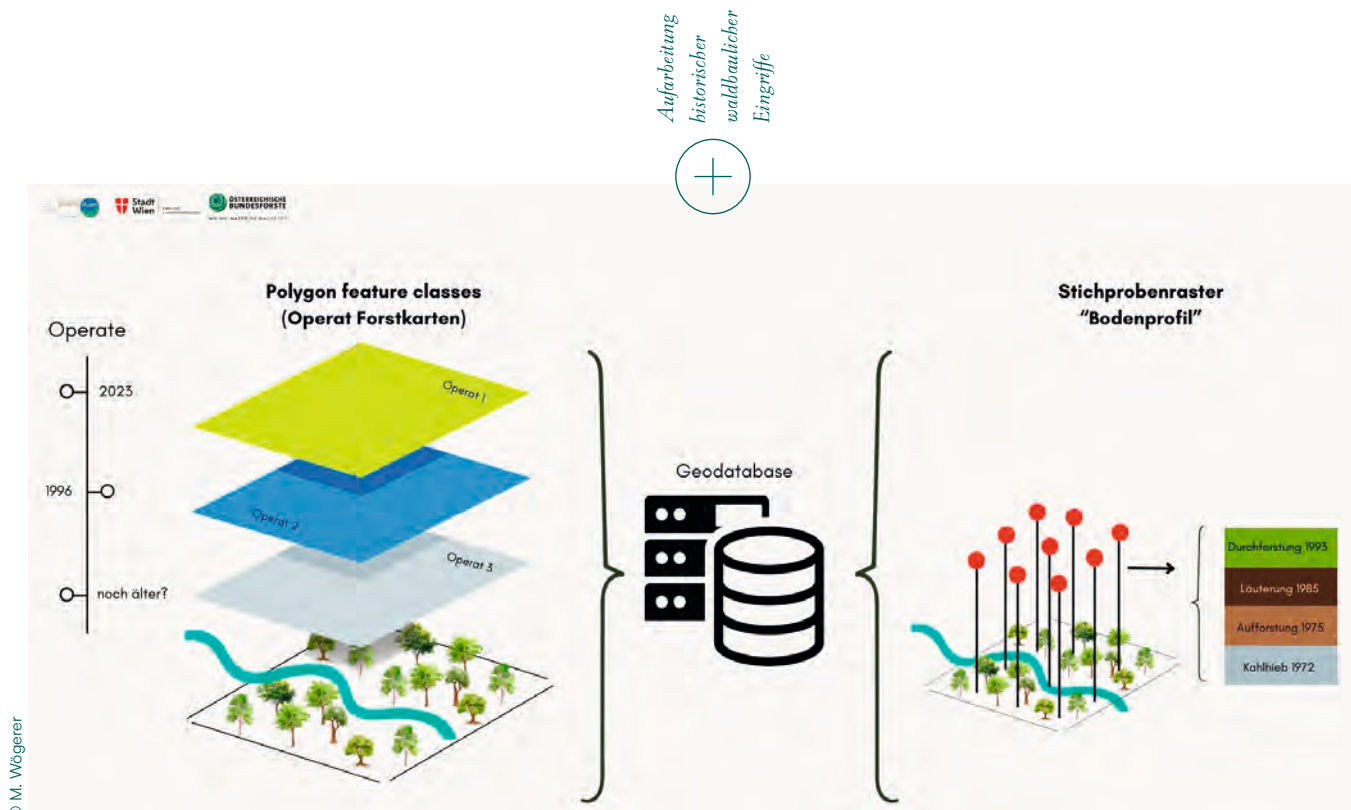 Aufarbeitung
historischer
waldbaulicher
Eingriffe
Stadt
Wien
ÖSTERREICHISCHE
BUNDESFORSTE
Polygon feature classes
(Operat Forstkarten)
Operate
2023
1996
noch älter?
Operat 1
Operat 2
Operat 3
Geodatabase
Stichprobenraster
“Bodenprofil”
Durchforstung 1993
Läuterung 1985
Aufforstung 1975
Kahlhieb 1972
M. Wögerer